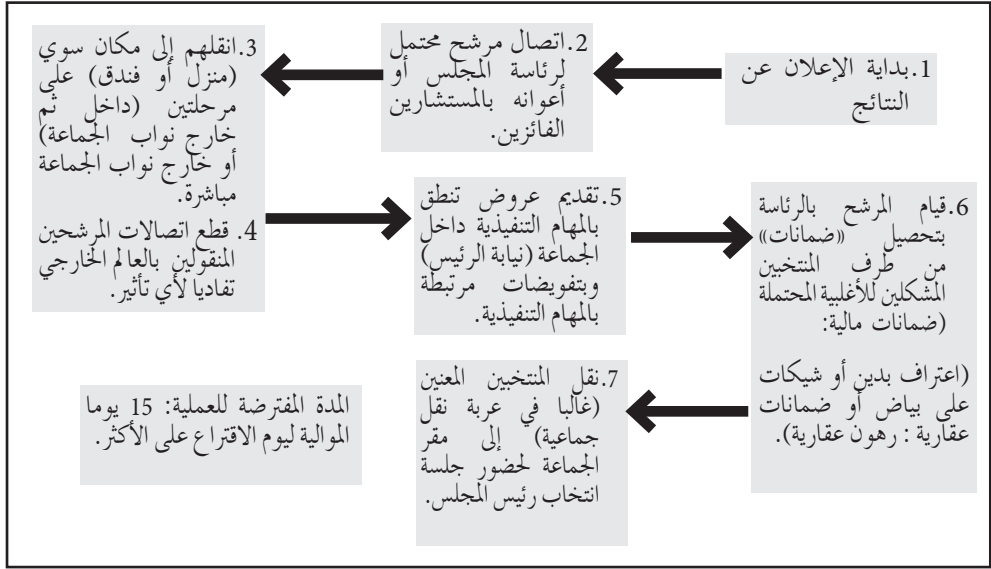 1.بداية الإعلان عن
النتائج
2.اتصال مرشح محتمل
لرئاسة المجلس أو
أعوانه بالمستشارين
الفائزين.
3.انقلهم إلى مكان سوي
(منزل أو فندق) على
مرحلتين (داخل ثم
خارج نواب الجماعة)
أو خارج نواب الجماعة
مباشرة.
4. قطع اتصالات المرشحين
المنقولين بالعالم الخارجي
تفاديا لأي تأثير.
5.تقديم عروض تنطق
بالمهام التنفيذية داخل
الجماعة (نيابة الرئيس)
وبتفويضات مرتبطة
بالمهام التنفيذية.
6.قيام المرشح بالرئاسة
بتحصيل «ضمانات»
من طرف المنتخبين
المشكلين للأغلبية المحتملة
(ضمانات مالية:
(اعتراف بدين أو شيكات
على بياض أو ضمانات
عقارية : رهون عقارية).
7.نقل المنتخبين المعنين
(غالبا في عربة نقل
جماعية) إلى مقر
الجماعة لحضور جلسة
انتخاب رئيس المجلس.
المدة المفترضة للعملية: 15 يوما
الموالية ليوم الاقتراع على الأكثر.